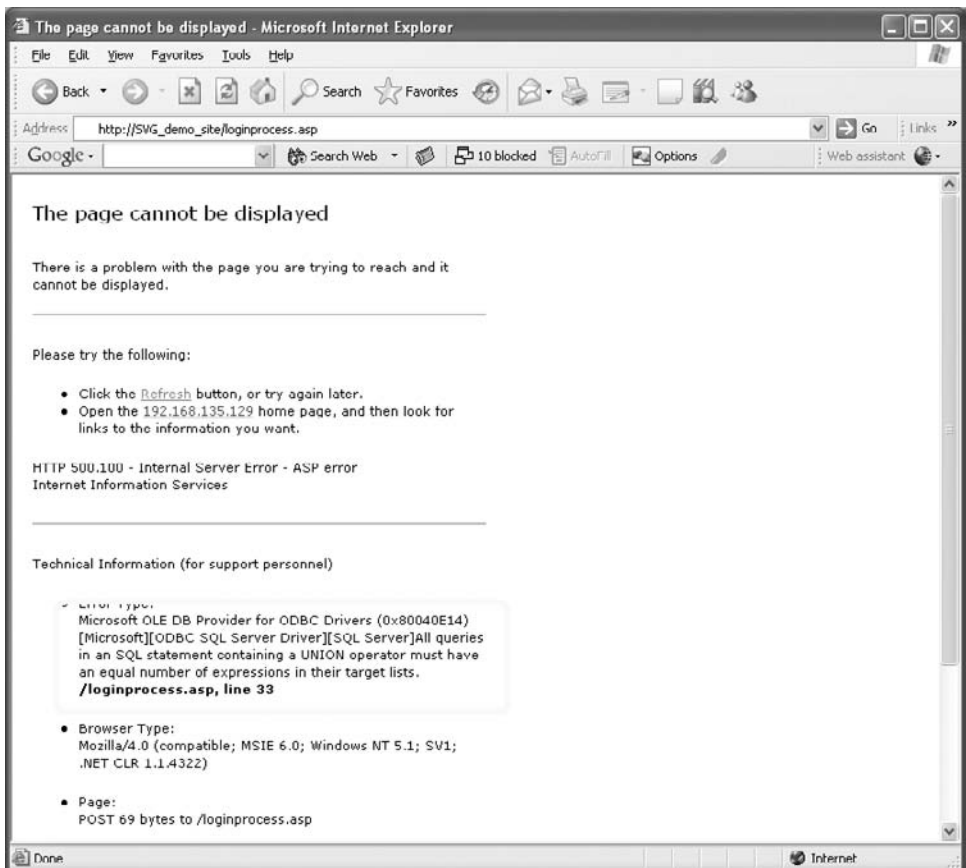 The page cannot be displayed - Microsoft Internet Explorer
File Edit View Favorites Tools Help
Back Search Favorites
Address http://SVG_demo_site/loginprocess.asp Go Links »
Google Search Web 10 blocked AutoFill Options Web assistant
The page cannot be displayed
There is a problem with the page you are trying to reach and it
cannot be displayed.
Please try the following:
• Click the Refresh button, or try again later.
• Open the 192.168.135.129 home page, and then look for
links to the information you want.
HTTP 500.100 - Internal Server Error - ASP error
Internet Information Services
Technical Information (for support personnel)
• Error Type:
Microsoft OLE DB Provider for ODBC Drivers (0x80040E14)
[Microsoft][ODBC SQL Server Driver][SQL Server]All queries
in an SQL statement containing a UNION operator must have
an equal number of expressions in their target lists.
/loginprocess.asp, line 33
• Browser Type:
Mozilla/4.0 (compatible; MSIE 6.0; Windows NT 5.1; SV1;
.NET CLR 1.1.4322)
• Page:
POST 69 bytes to /loginprocess.asp
Done Internet